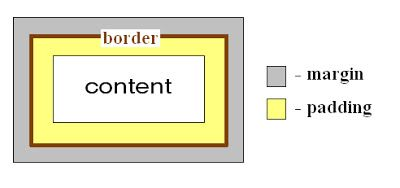 border
content
- margin
- padding